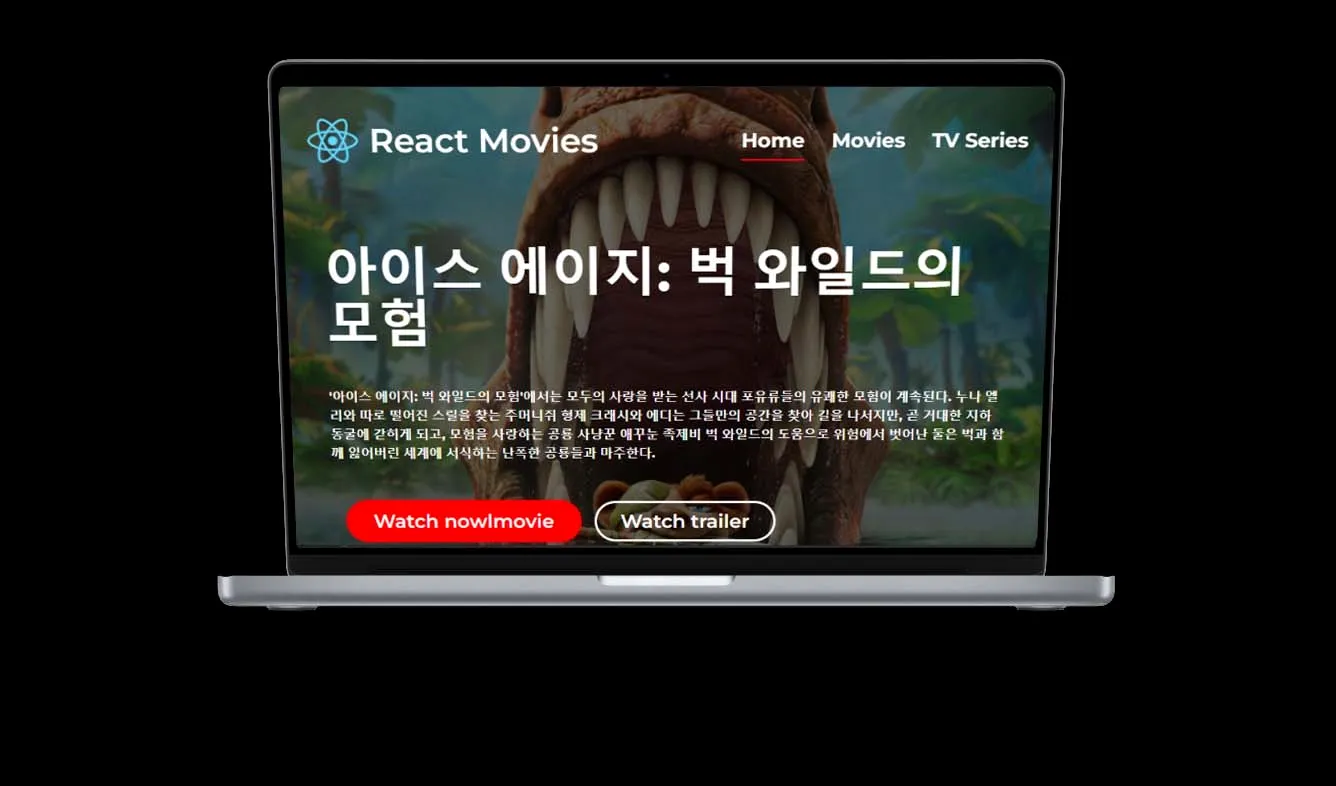 React Movies
Home Movies TV Series
아이스 에이지: 벅 와일드의
모험
'아이스 에이지: 벅 와일드의 모험'에서는 모두의 사랑을 받는 선사 시대 포유류들의 유쾌한 모험이 계속된다. 누나 엘
리와 따로 떨어진 스릴을 찾는 주머니쥐 형제 크래시와 에디는 그들만의 공간을 찾아 길을 나서지만, 곧 거대한 지하
동굴에 갇히게 되고, 모험을 사랑하는 공룡 사냥꾼 애꾸눈 족제비 벅 와일드의 도움으로 위험에서 벗어난 둘은 벅과 함
께 잃어버린 세계에 서식하는 난폭한 공룡들과 마주한다.
Watch nowlmovie Watch trailer